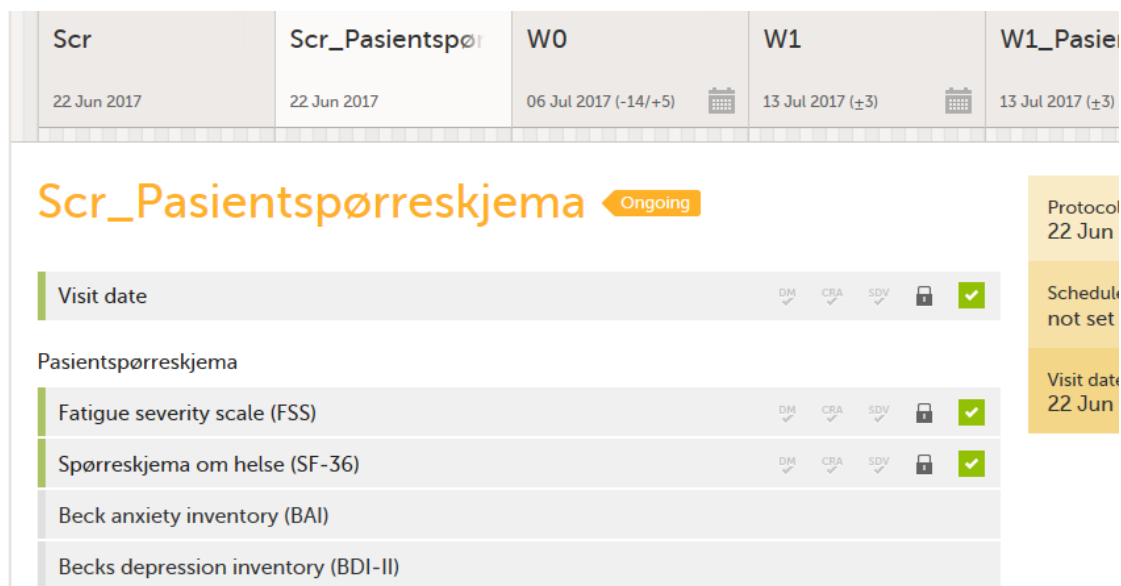 Scr Scr_Pasientspør W0 W1 W1_Pasie
22 Jun 2017 22 Jun 2017 06 Jul 2017 (-14/+5) 13 Jul 2017 (±3) 13 Jul 2017 (±3)
Scr_Pasientspørreskjema Ongoing
Protocol
22 Jun
Visit date DM CRA SDV
Schedule
not set
Pasientspørreskjema
Visit date
22 Jun
Fatigue severity scale (FSS) DM CRA SDV
Spørreskjema om helse (SF-36) DM CRA SDV
Beck anxiety inventory (BAI)
Becks depression inventory (BDI-II)